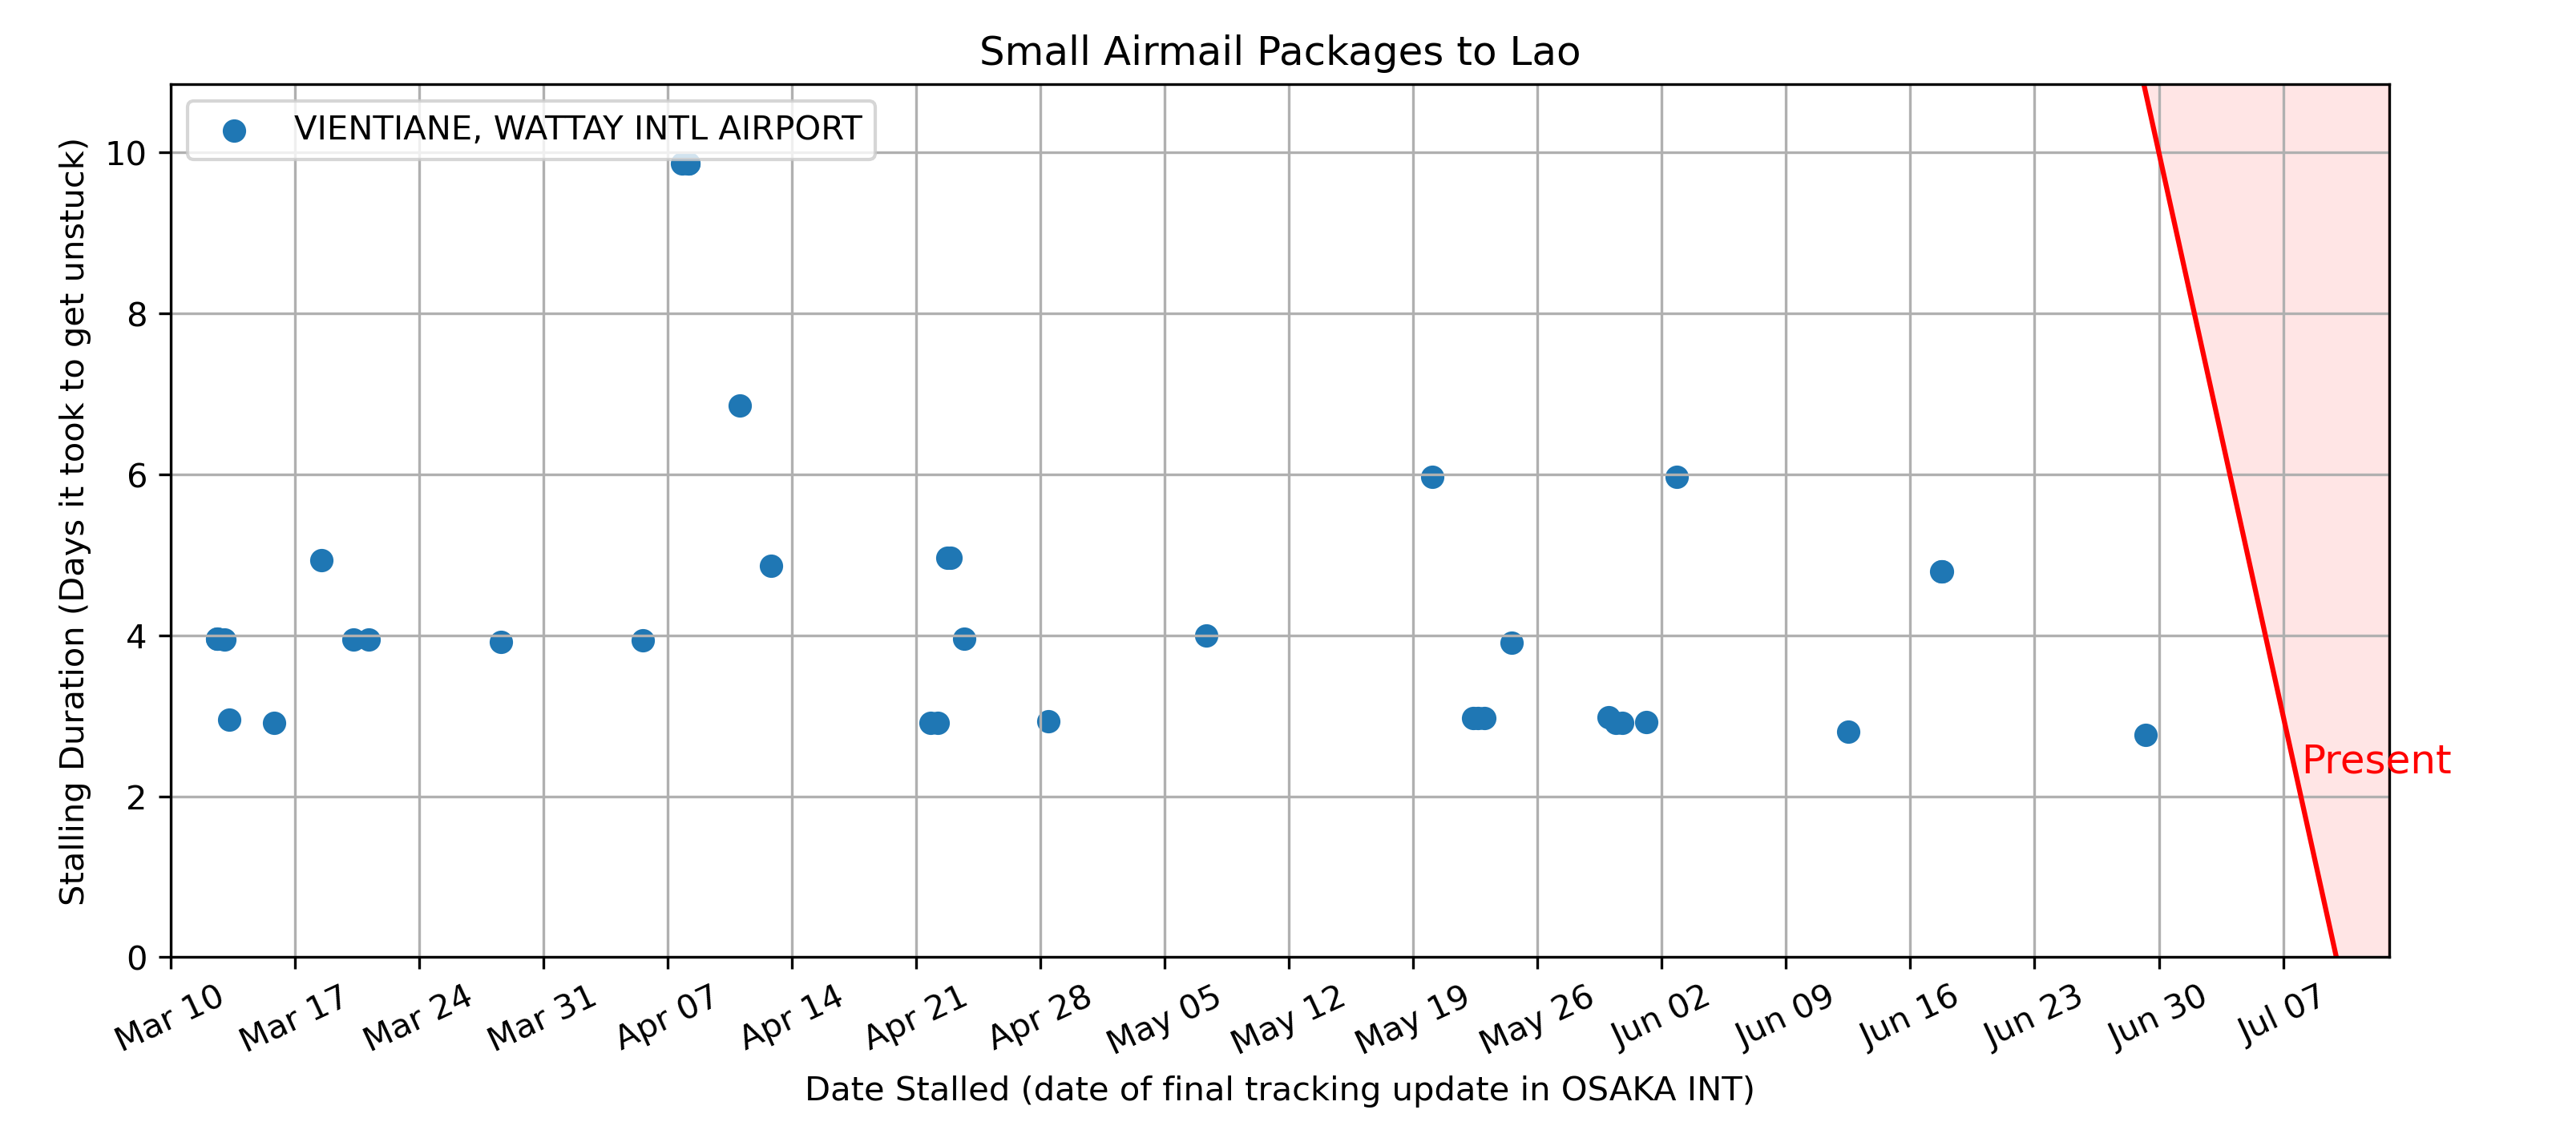 Small Airmail Packages to Lao
VIENTIANE, WATTAY INTL AIRPORT
Stalling Duration (Days it took to get unstuck)
10
8
6
4
2
0
Present
Mar 10
Mar 17
Mar 24
Mar 31
Apr 07
Apr 14
Apr 21
Apr 28
May 05
May 12
May 19
May 26
Jun 02
Jun 09
Jun 16
Jun 23
Jun 30
Jul 07
Date Stalled (date of final tracking update in OSAKA INT)